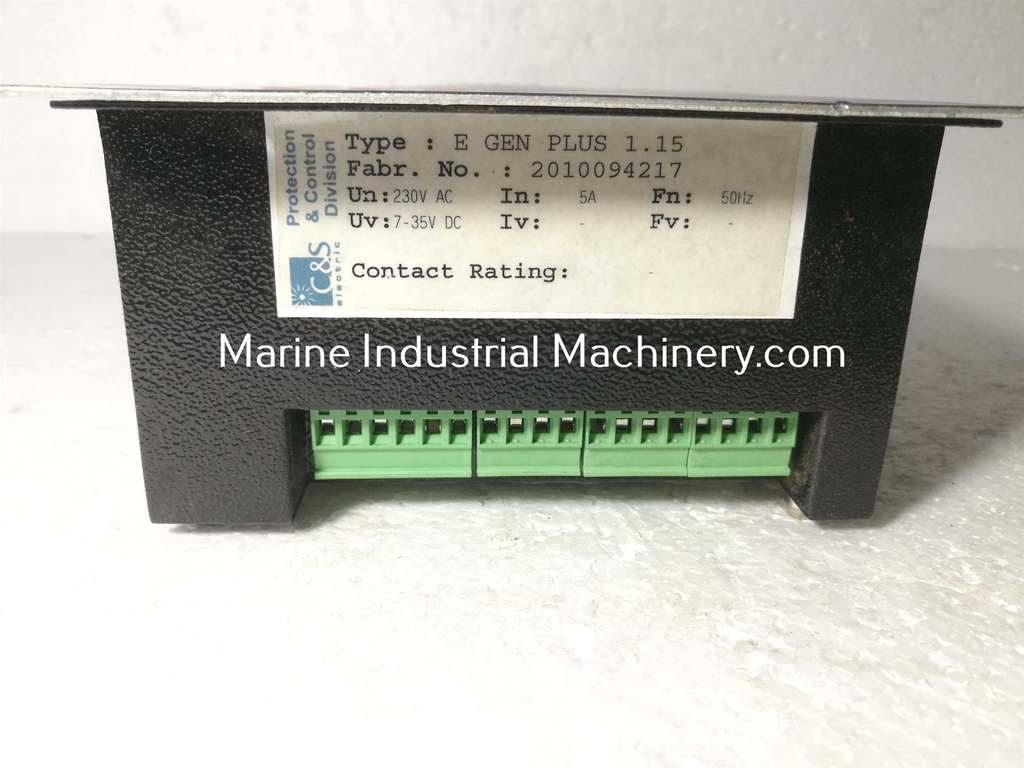 Protection
& Control
Division
C&S
electric
Type : E GEN PLUS 1.15
Fabr. No. : 2010094217
Un: 230V AC In: 5A Fn: 50Hz
Uv: 7-35V DC Iv: - Fv: -
Contact Rating: -
Marine Industrial Machinery.com